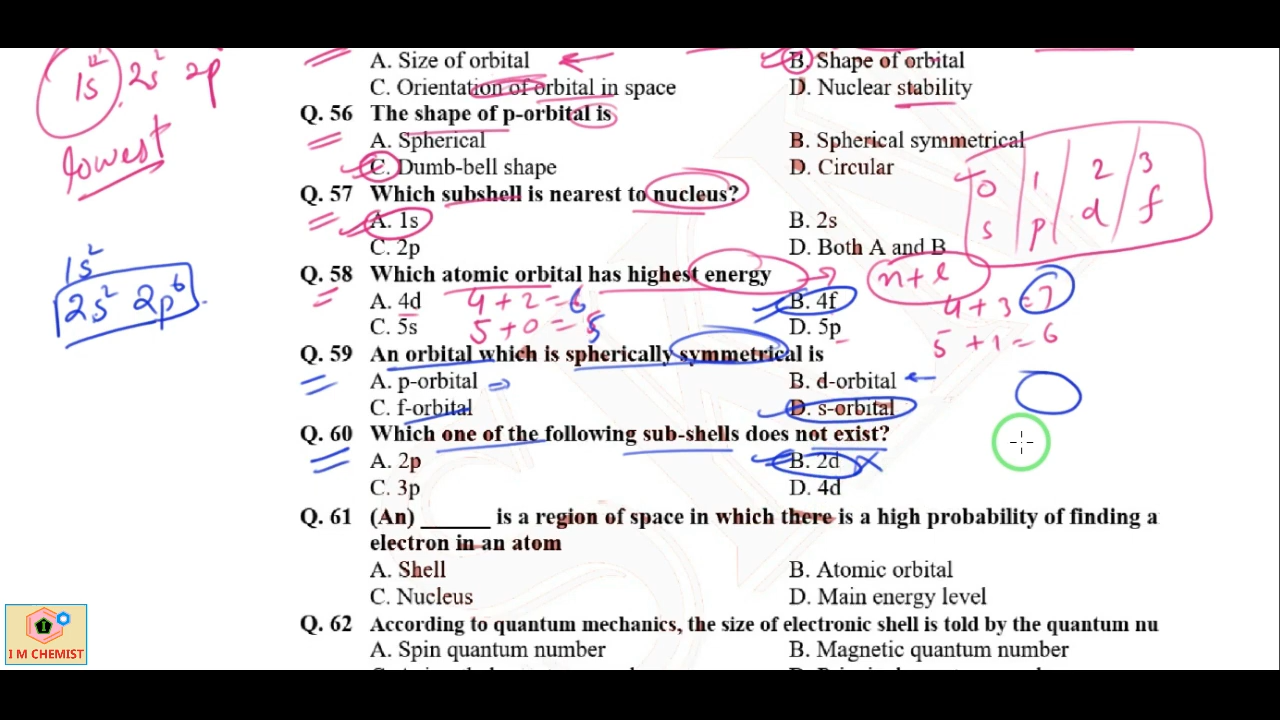 1s² 2s² 2p
lowest
A. Size of orbital B. Shape of orbital
C. Orientation of orbital in space D. Nuclear stability
Q. 56 The shape of p-orbital is
A. Spherical B. Spherical symmetrical
C. Dumb-bell shape D. Circular
0 1 2 3
s p d f
Q. 57 Which subshell is nearest to nucleus?
A. 1s B. 2s
C. 2p D. Both A and B
1s²
2s² 2p⁶
Q. 58 Which atomic orbital has highest energy n+l
A. 4d 4+2=6 B. 4f 4+3=7
C. 5s 5+0=5 D. 5p 5+1=6
Q. 59 An orbital which is spherically symmetrical is
A. p-orbital B. d-orbital
C. f-orbital D. s-orbital
Q. 60 Which one of the following sub-shells does not exist?
A. 2p B. 2d
C. 3p D. 4d
Q. 61 (An) ______ is a region of space in which there is a high probability of finding a
electron in an atom
A. Shell B. Atomic orbital
C. Nucleus D. Main energy level
Q. 62 According to quantum mechanics, the size of electronic shell is told by the quantum nu
A. Spin quantum number B. Magnetic quantum number
I
I M CHEMIST